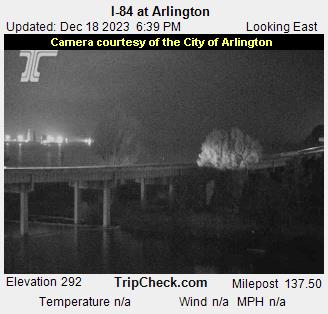 I-84 at Arlington
Updated: Dec 18 2023 6:39 PM Looking East
Camera courtesy of the City of Arlington
Elevation 292 TripCheck.com Milepost 137.50
Temperature n/a Wind n/a MPH n/a